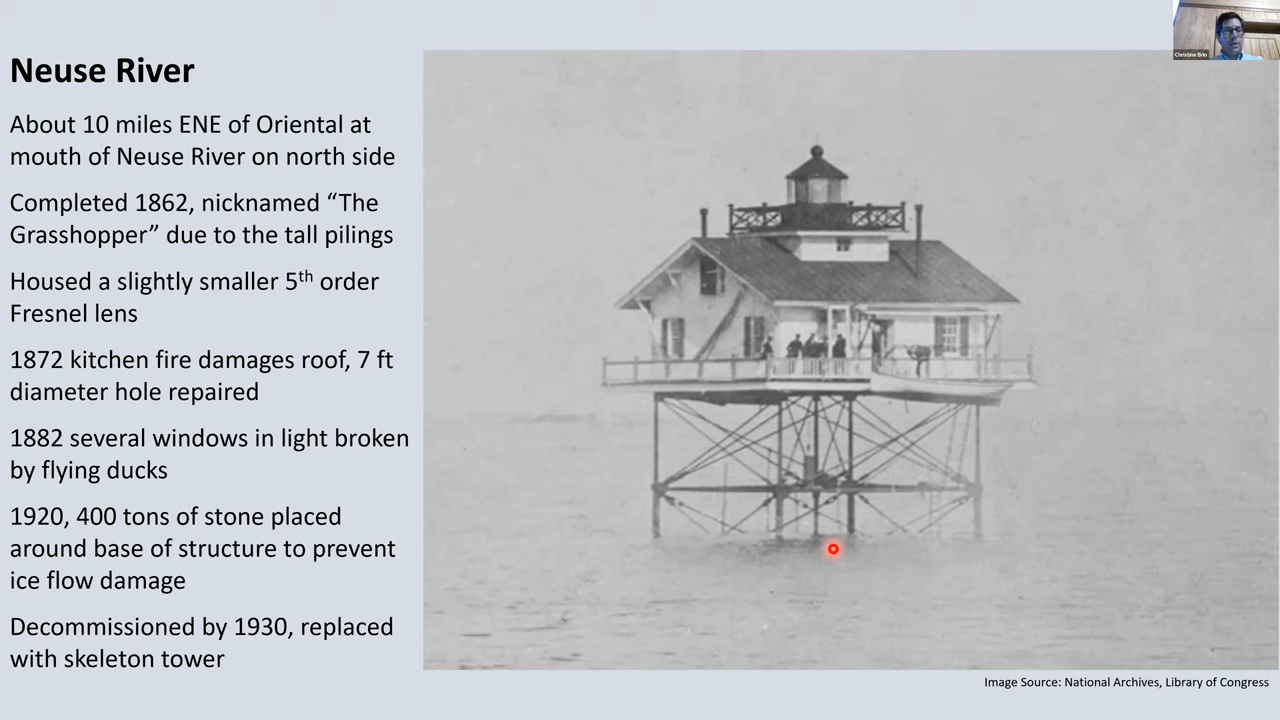 Christine Brin
Neuse River
About 10 miles ENE of Oriental at
mouth of Neuse River on north side
Completed 1862, nicknamed “The
Grasshopper” due to the tall pilings
Housed a slightly smaller 5th order
Fresnel lens
1872 kitchen fire damages roof, 7 ft
diameter hole repaired
1882 several windows in light broken
by flying ducks
1920, 400 tons of stone placed
around base of structure to prevent
ice flow damage
Decommissioned by 1930, replaced
with skeleton tower
Image Source: National Archives, Library of Congress